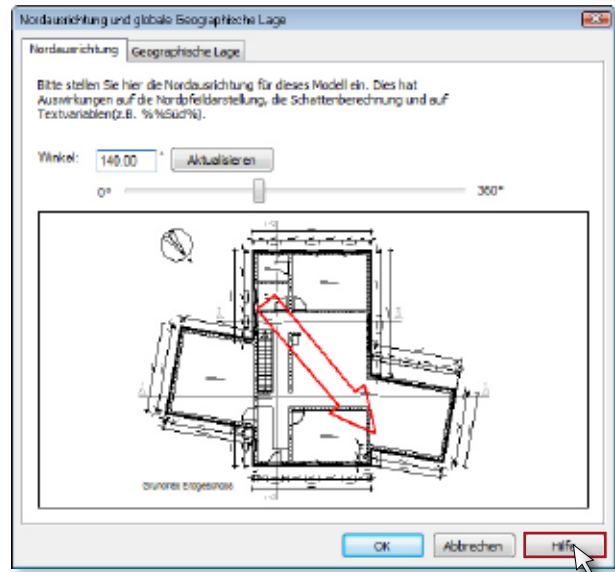 Nordausrichtung und globale Geographische Lage
Nordausrichtung
Geographische Lage
Bitte stellen Sie hier die Nordausrichtung für dieses Modell ein. Dies hat
Auswirkungen auf die Nordpfeildarstellung, die Schattenberechnung und auf
Textvariablen(z.B. %%Süd%).
Winkel: 140.00 ° Aktualisieren
0° 360°
Grundriss Erdgeschoss
OK Abbrechen Hilfe